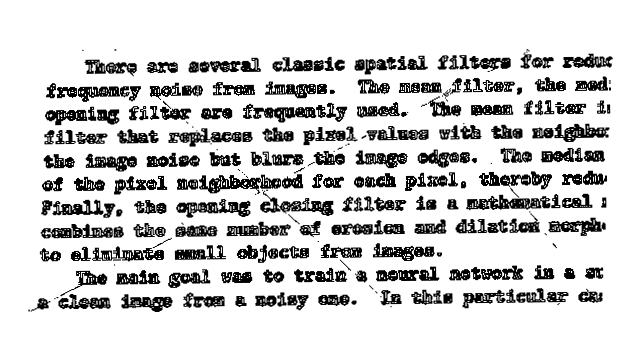 There are several classic spatial filters for reduc
frequency noise from images. The mean filter, the med
opening filter are frequently used. The mean filter i
filter that replaces the pixel values with the neighbor
the image noise but blurs the image edges. The median
of the pixel neighborhood for each pixel, thereby redu
Finally, the opening closing filter is a mathematical
combines the same number of erosion and dilation morph
to eliminate small objects from images.
The main goal was to train a neural network in a
a clean image from a noisy one. In this particular